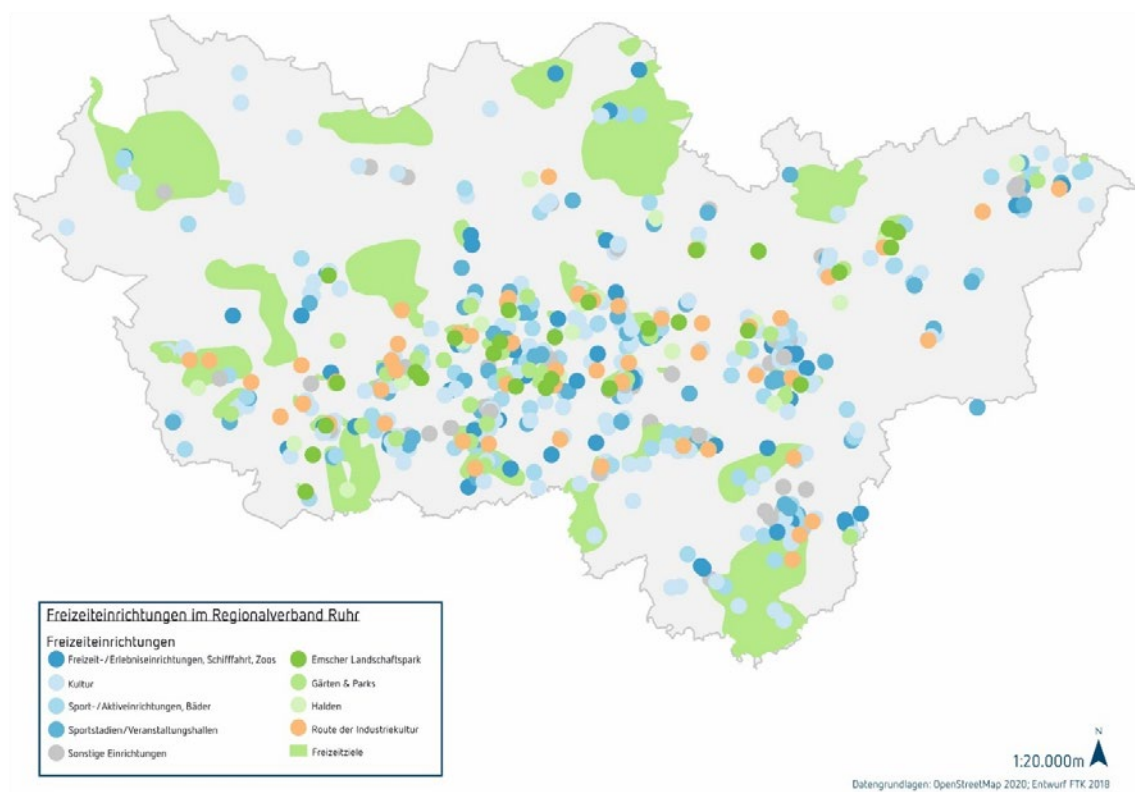 Freizeiteinrichtungen im Regionalverband Ruhr
Freizeiteinrichtungen
Freizeit-/Erlebniseinrichtungen, Schifffahrt, Zoos
Kultur
Sport-/Aktiveinrichtungen, Bäder
Sportstadien/Veranstaltungshallen
Sonstige Einrichtungen
Emscher Landschaftspark
Gärten & Parks
Halden
Route der Industriekultur
Freizeitziele
N
1:20.000m
Datengrundlagen: OpenStreetMap 2020; Entwurf FTK 2018